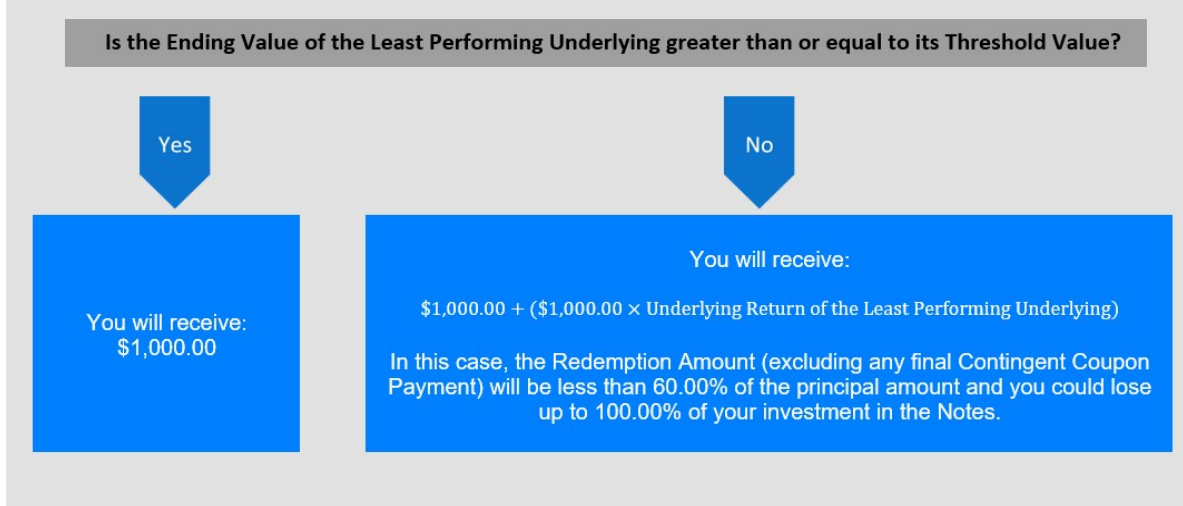 Is the Ending Value of the Least Performing Underlying greater than or equal to its Threshold Value?
Yes
No
You will receive:
$1,000.00
You will receive:
$1,000.00 + ($1,000.00 × Underlying Return of the Least Performing Underlying)
In this case, the Redemption Amount (excluding any final Contingent Coupon
Payment) will be less than 60.00% of the principal amount and you could lose
up to 100.00% of your investment in the Notes.